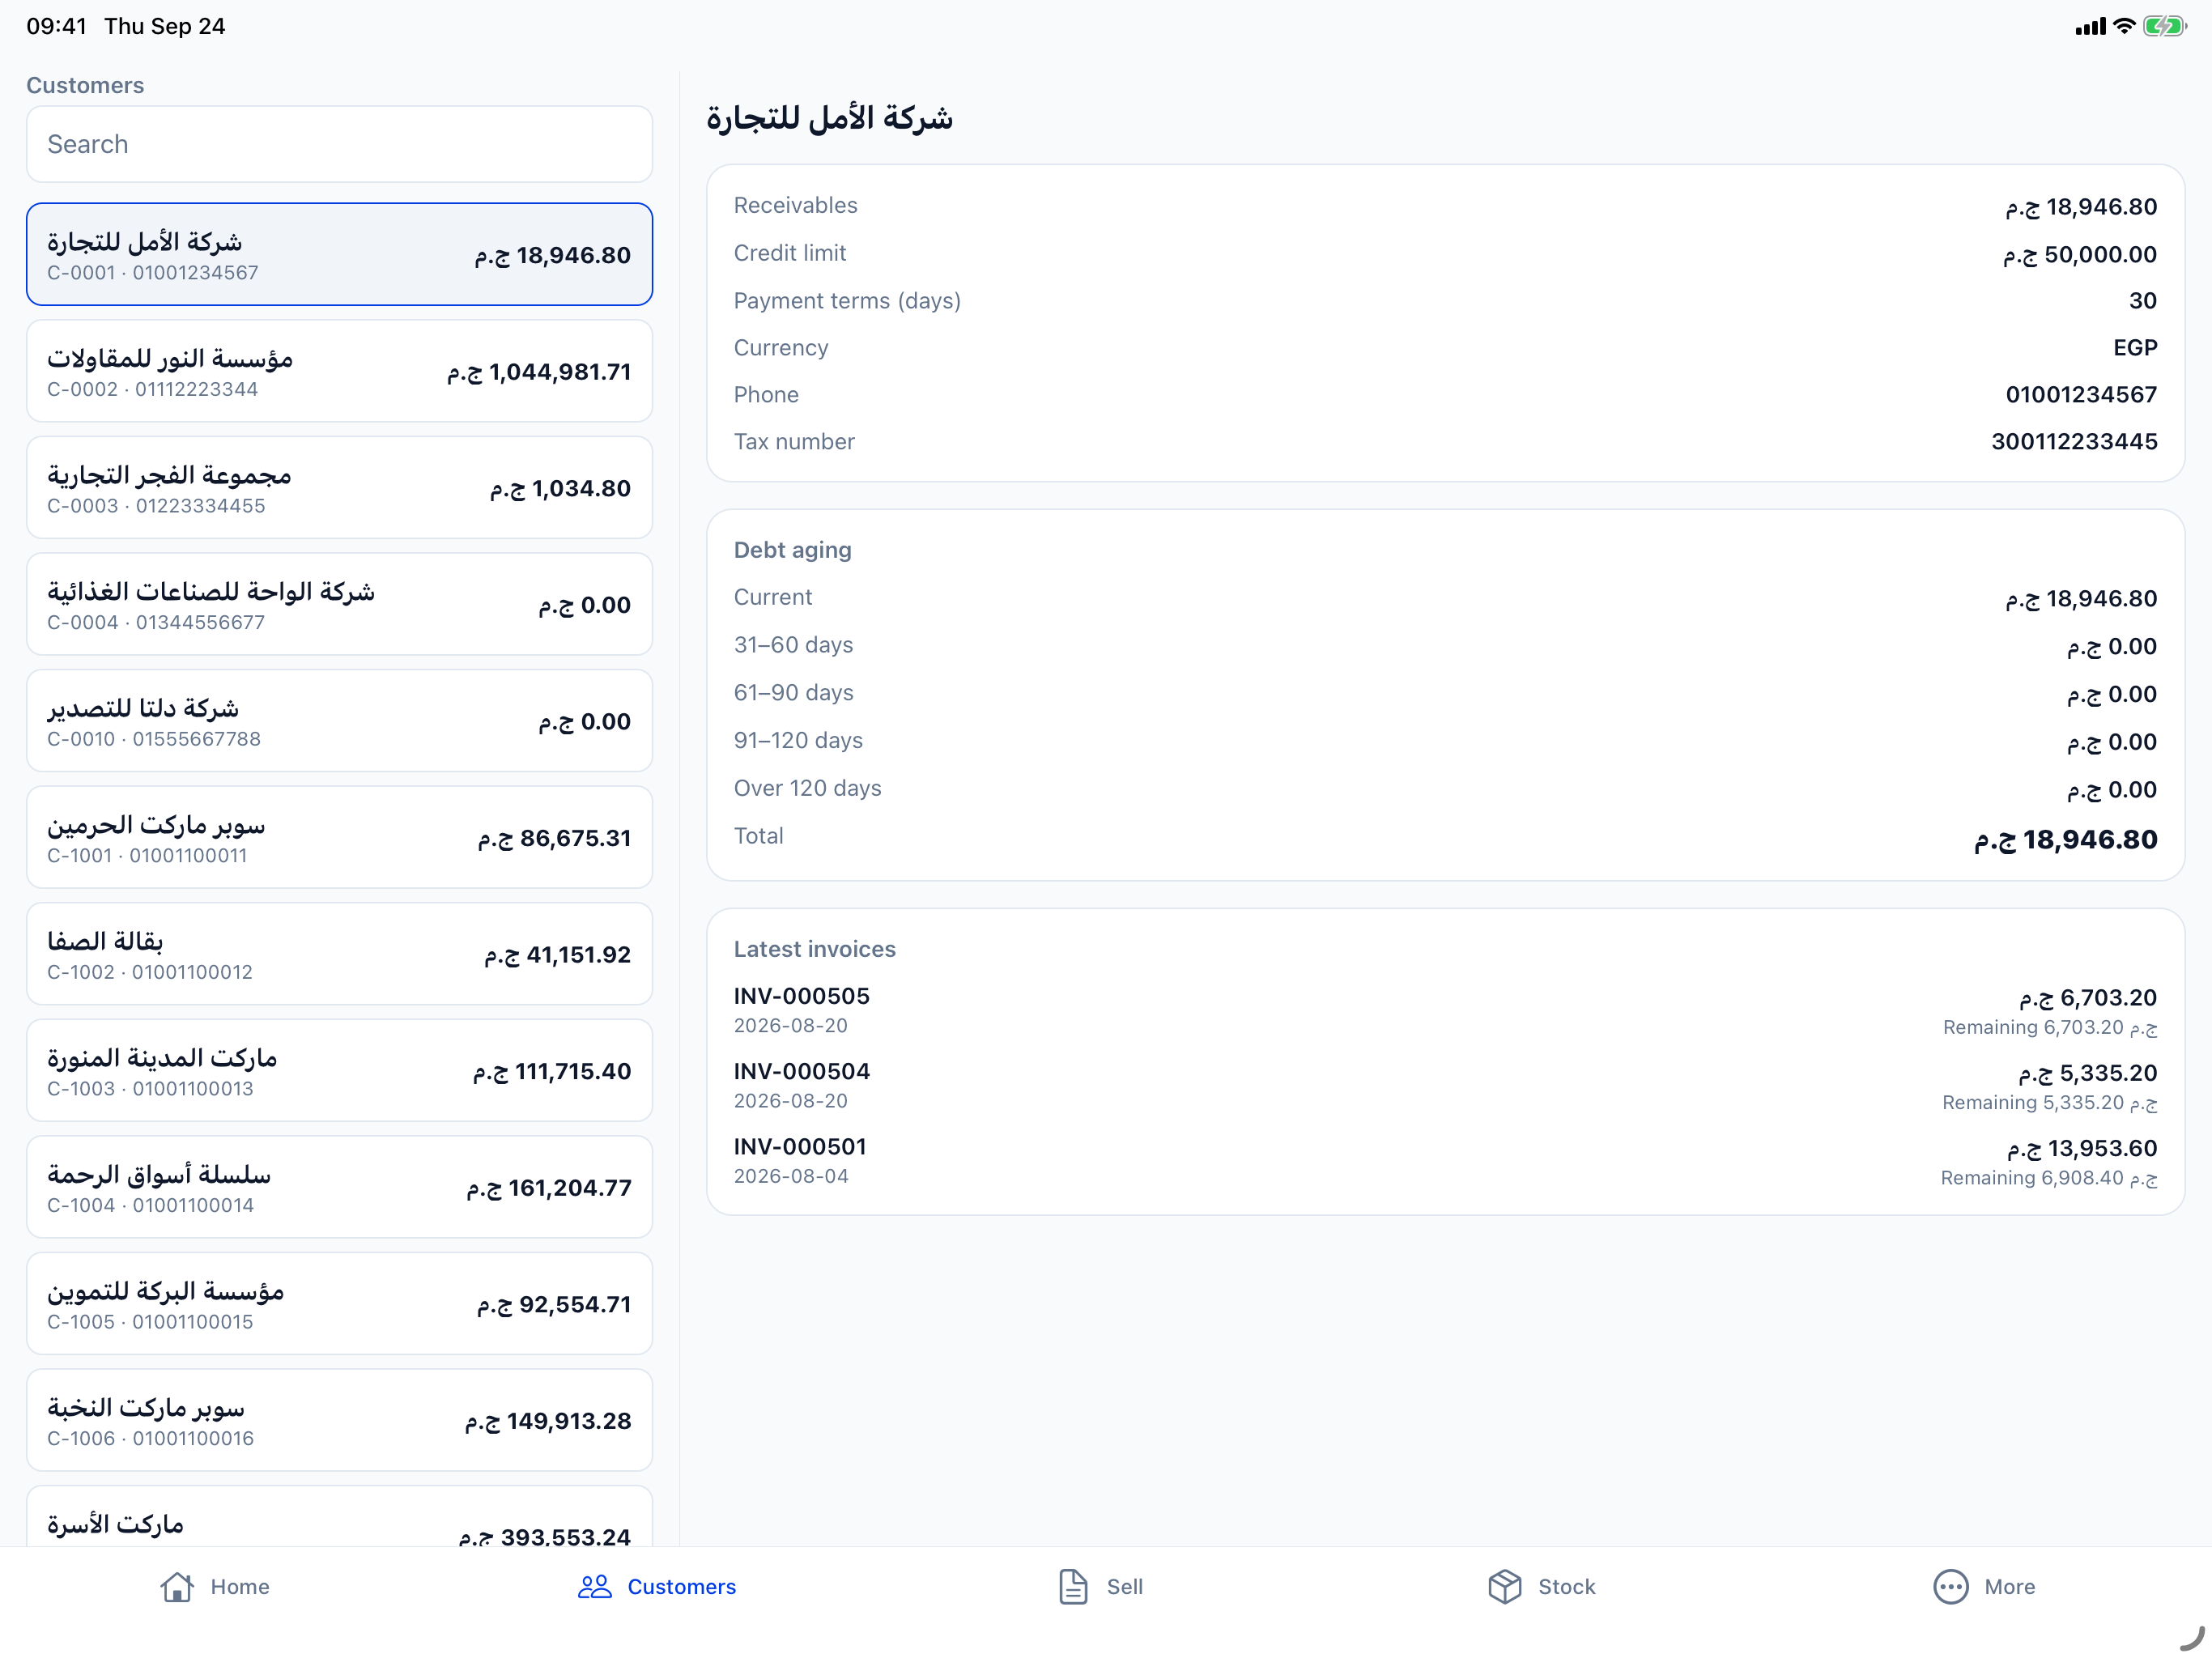 09:41 Thu Sep 24
Customers
Search
شركة الأمل للتجارة
C-0001 · 01001234567
18,946.80 ج.م
مؤسسة النور للمقاولات
C-0002 · 01112223344
1,044,981.71 ج.م
مجموعة الفجر التجارية
C-0003 · 01223334455
1,034.80 ج.م
شركة الواحة للصناعات الغذائية
C-0004 · 01344556677
0.00 ج.م
شركة دلتا للتصدير
C-0010 · 01555667788
0.00 ج.م
سوبر ماركت الحرمين
C-1001 · 01001100011
86,675.31 ج.م
بقالة الصفا
C-1002 · 01001100012
41,151.92 ج.م
ماركت المدينة المنورة
C-1003 · 01001100013
111,715.40 ج.م
سلسلة أسواق الرحمة
C-1004 · 01001100014
161,204.77 ج.م
مؤسسة البركة للتموين
C-1005 · 01001100015
92,554.71 ج.م
سوبر ماركت النخبة
C-1006 · 01001100016
149,913.28 ج.م
ماركت الأسرة
393,553.24 ج.م
شركة الأمل للتجارة
Receivables 18,946.80 ج.م
Credit limit 50,000.00 ج.م
Payment terms (days) 30
Currency EGP
Phone 01001234567
Tax number 300112233445
Debt aging
Current 18,946.80 ج.م
31–60 days 0.00 ج.م
61–90 days 0.00 ج.م
91–120 days 0.00 ج.م
Over 120 days 0.00 ج.م
Total 18,946.80 ج.م
Latest invoices
INV-000505 6,703.20 ج.م
2026-08-20 Remaining 6,703.20 ج.م
INV-000504 5,335.20 ج.م
2026-08-20 Remaining 5,335.20 ج.م
INV-000501 13,953.60 ج.م
2026-08-04 Remaining 6,908.40 ج.م
Home Customers Sell Stock More